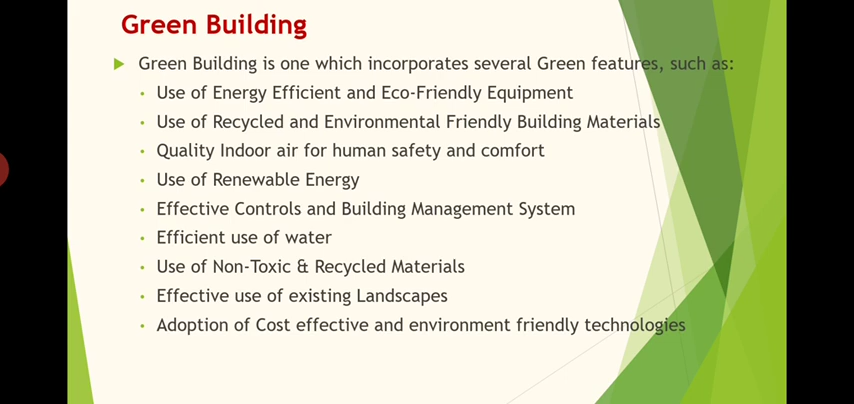 Green Building
Green Building is one which incorporates several Green features, such as:
Use of Energy Efficient and Eco-Friendly Equipment
Use of Recycled and Environmental Friendly Building Materials
Quality Indoor air for human safety and comfort
Use of Renewable Energy
Effective Controls and Building Management System
Efficient use of water
Use of Non-Toxic & Recycled Materials
Effective use of existing Landscapes
Adoption of Cost effective and environment friendly technologies